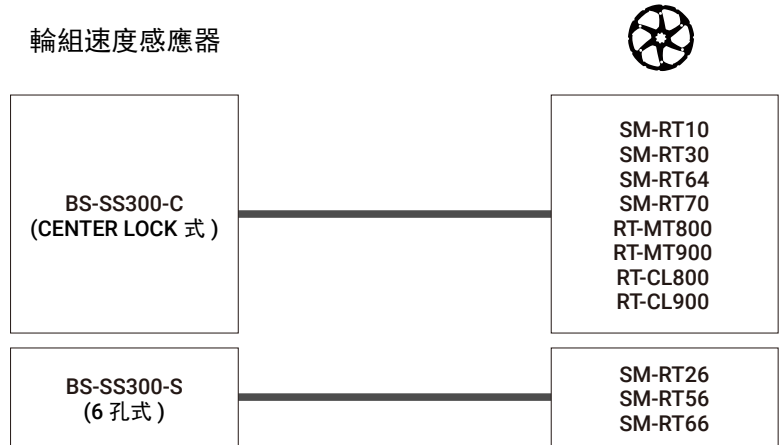 輪組速度感應器
BS-SS300-C
(CENTER LOCK 式 )
SM-RT10
SM-RT30
SM-RT64
SM-RT70
RT-MT800
RT-MT900
RT-CL800
RT-CL900
BS-SS300-S
(6 孔式 )
SM-RT26
SM-RT56
SM-RT66